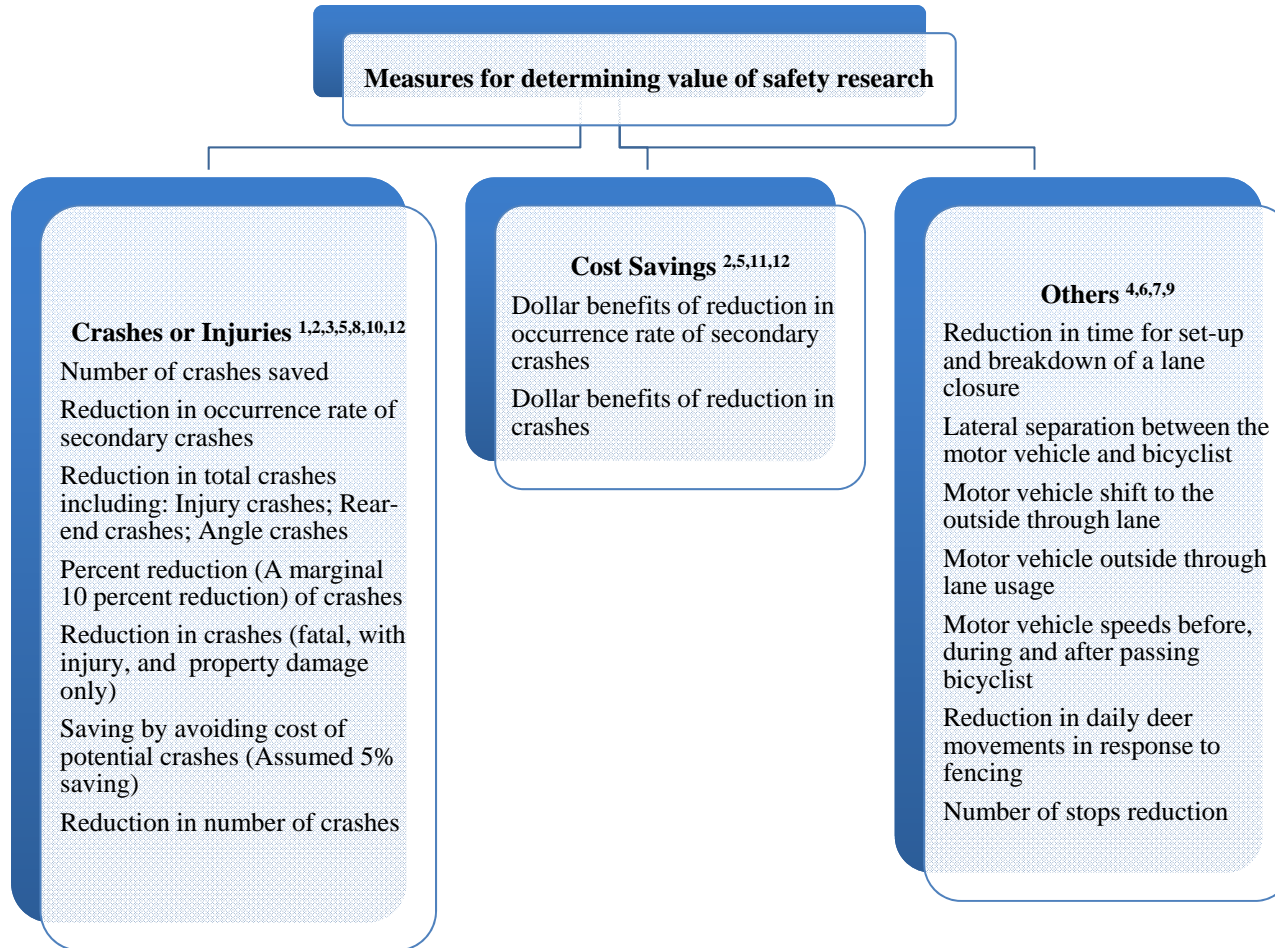 Measures for determining value of safety research
Crashes or Injuries 1,2,3,5,8,10,12
Number of crashes saved
Reduction in occurrence rate of
secondary crashes
Reduction in total crashes
including: Injury crashes; Rear-
end crashes; Angle crashes
Percent reduction (A marginal
10 percent reduction) of crashes
Reduction in crashes (fatal, with
injury, and property damage
only)
Saving by avoiding cost of
potential crashes (Assumed 5%
saving)
Reduction in number of crashes
Cost Savings 2,5,11,12
Dollar benefits of reduction in
occurrence rate of secondary
crashes
Dollar benefits of reduction in
crashes
Others 4,6,7,9
Reduction in time for set-up
and breakdown of a lane
closure
Lateral separation between the
motor vehicle and bicyclist
Motor vehicle shift to the
outside through lane
Motor vehicle outside through
lane usage
Motor vehicle speeds before,
during and after passing
bicyclist
Reduction in daily deer
movements in response to
fencing
Number of stops reduction